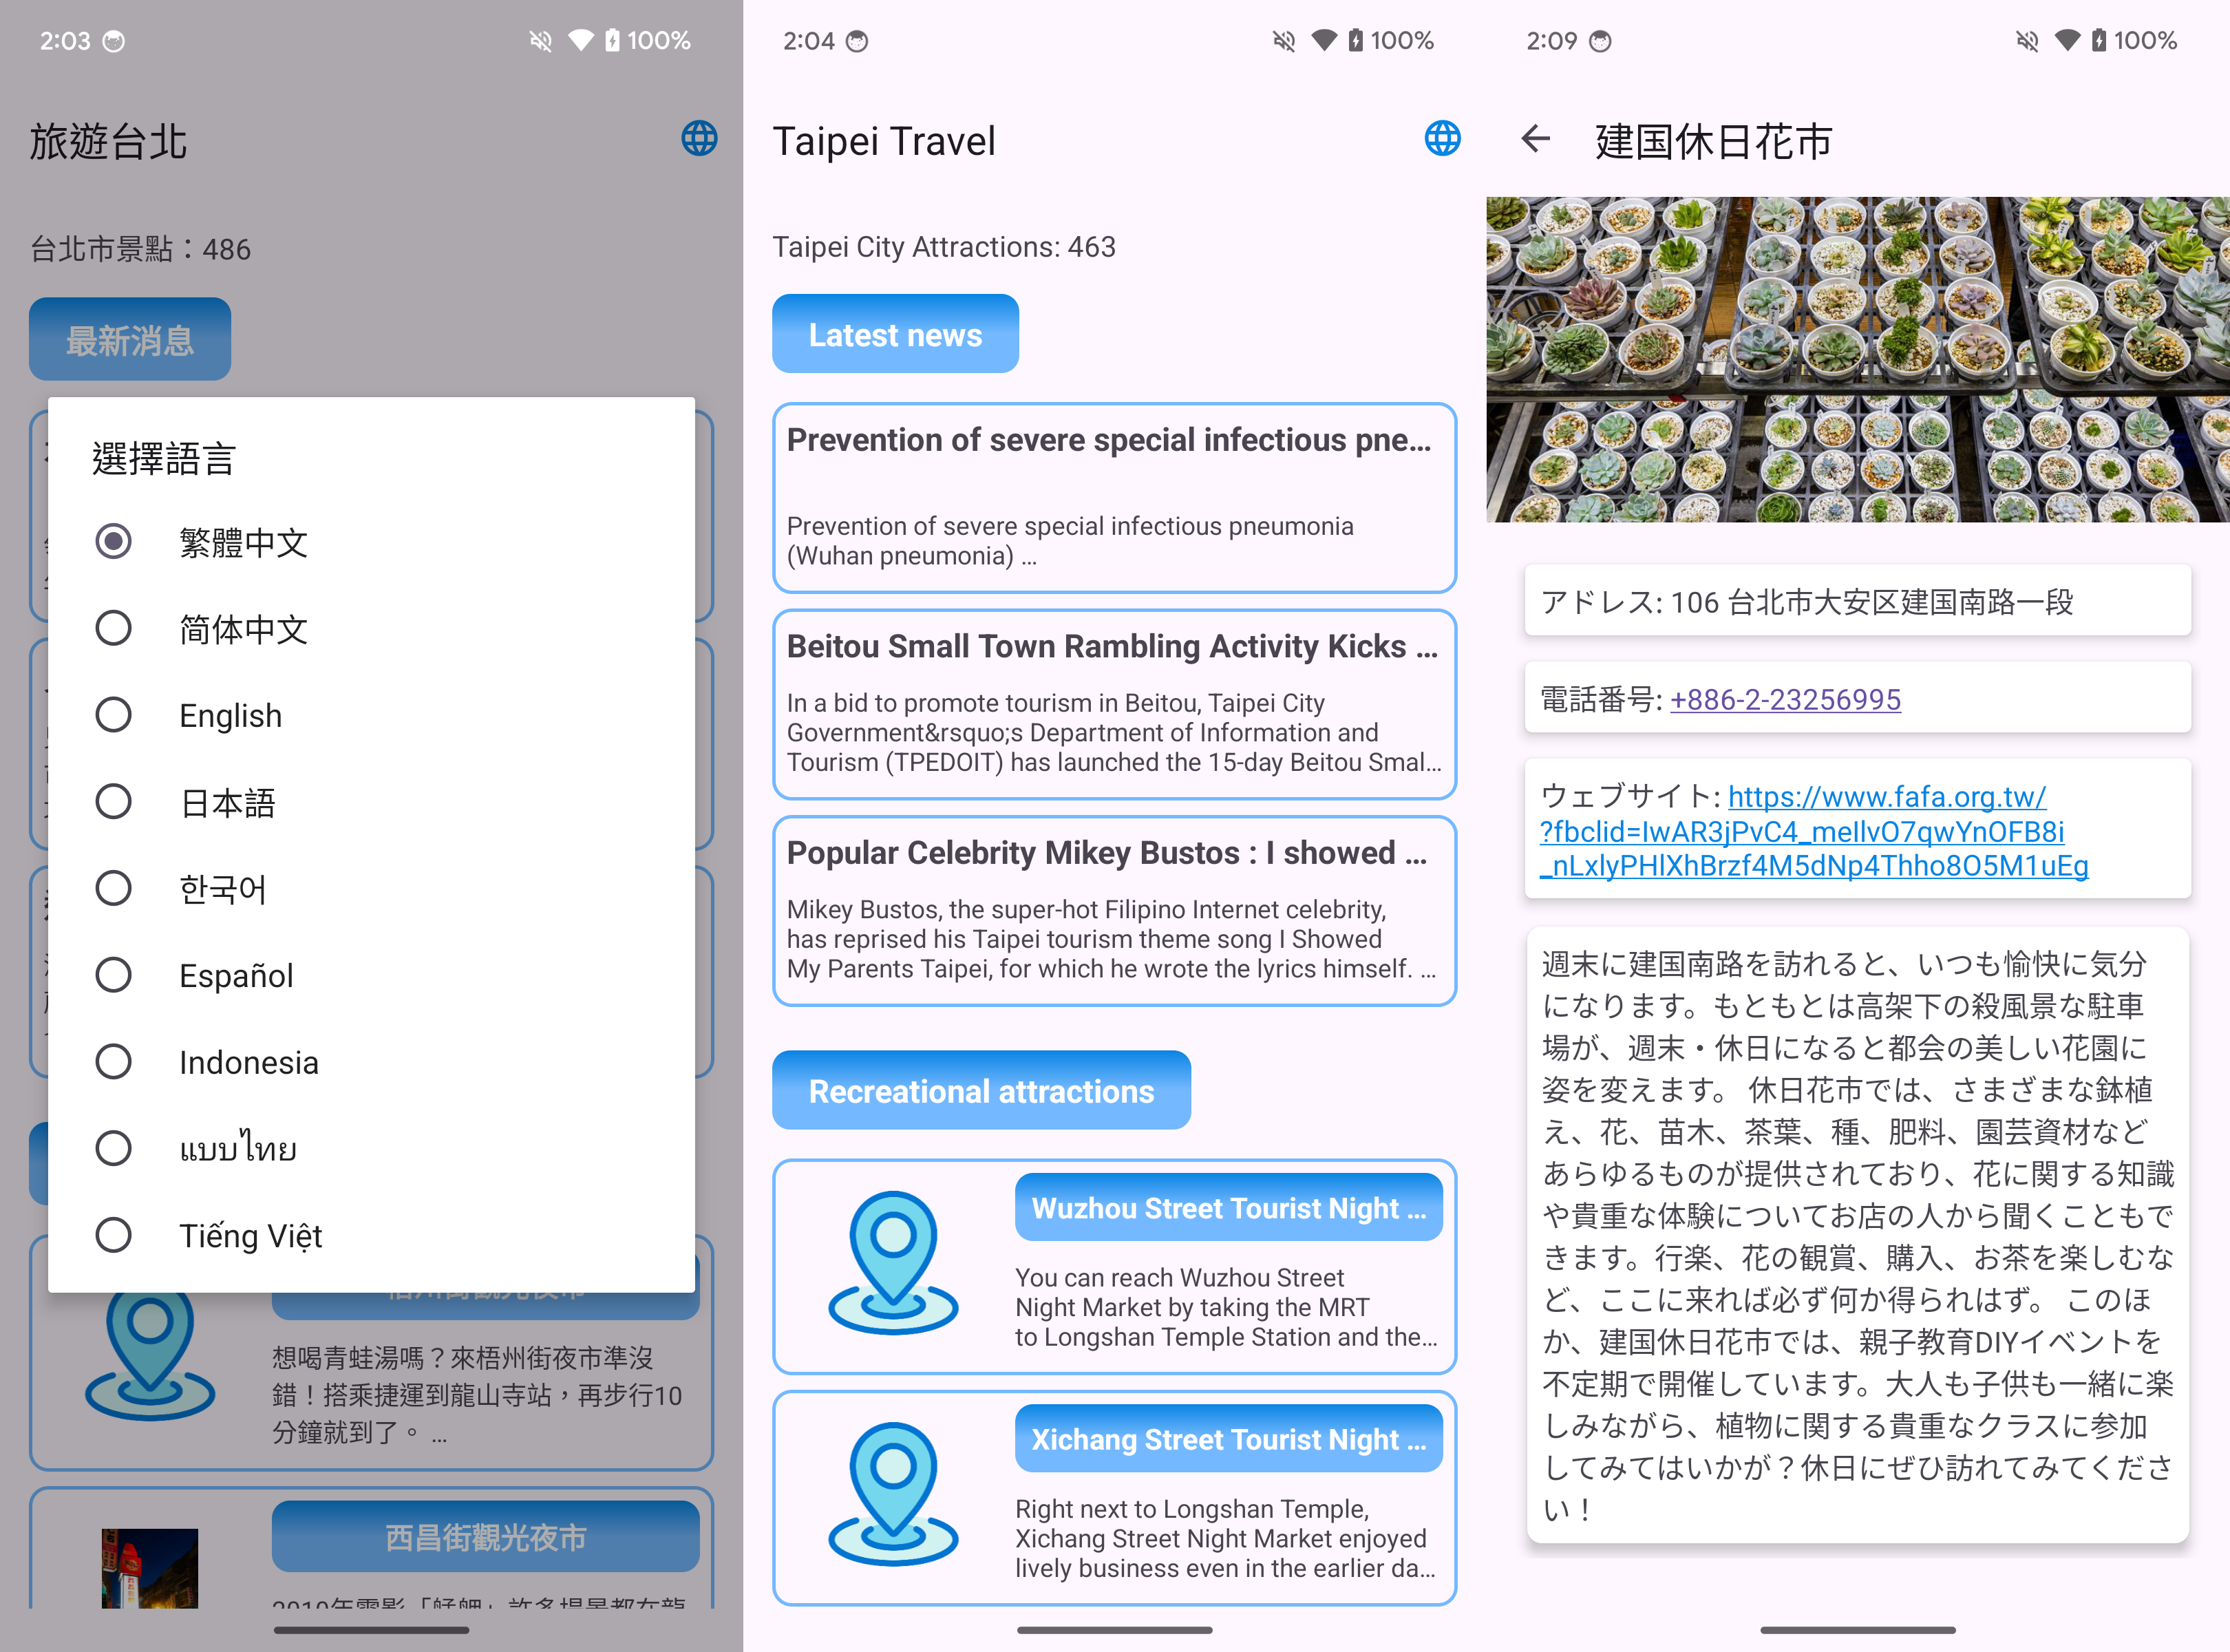 2:03
100%
旅遊台北
台北市景點：486
最新消息
選擇語言
繁體中文
简体中文
English
日本語
한국어
Español
Indonesia
แบบไทย
Tiếng Việt
想喝青蛙湯嗎？來梧州街夜市準沒
錯！搭乘捷運到龍山寺站，再步行10
分鐘就到了。 …
西昌街觀光夜市
2:04
100%
Taipei Travel
Taipei City Attractions: 463
Latest news
Prevention of severe special infectious pne…
Prevention of severe special infectious pneumonia
(Wuhan pneumonia) …
Beitou Small Town Rambling Activity Kicks …
In a bid to promote tourism in Beitou, Taipei City
Government&rsquo;s Department of Information and
Tourism (TPEDOIT) has launched the 15-day Beitou Smal…
Popular Celebrity Mikey Bustos : I showed …
Mikey Bustos, the super-hot Filipino Internet celebrity,
has reprised his Taipei tourism theme song I Showed
My Parents Taipei, for which he wrote the lyrics himself. …
Recreational attractions
Wuzhou Street Tourist Night …
You can reach Wuzhou Street
Night Market by taking the MRT
to Longshan Temple Station and the…
Xichang Street Tourist Night …
Right next to Longshan Temple,
Xichang Street Night Market enjoyed
lively business even in the earlier da…
2:09
100%
建国休日花市
アドレス: 106 台北市大安区建国南路一段
電話番号: +886-2-23256995
ウェブサイト: https://www.fafa.org.tw/
?fbclid=IwAR3jPvC4_meIlvO7qwYnOFB8i
_nLxlyPHlXhBrzf4M5dNp4Thho8O5M1uEg
週末に建国南路を訪れると、いつも愉快に気分
になります。もともとは高架下の殺風景な駐車
場が、週末・休日になると都会の美しい花園に
姿を変えます。 休日花市では、さまざまな鉢植
え、花、苗木、茶葉、種、肥料、園芸資材など
あらゆるものが提供されており、花に関する知識
や貴重な体験についてお店の人から聞くこともで
きます。行楽、花の観賞、購入、お茶を楽しむな
ど、ここに来れば必ず何か得られはず。 このほ
か、建国休日花市では、親子教育DIYイベントを
不定期で開催しています。大人も子供も一緒に楽
しみながら、植物に関する貴重なクラスに参加
してみてはいかが？休日にぜひ訪れてみてくださ
い！